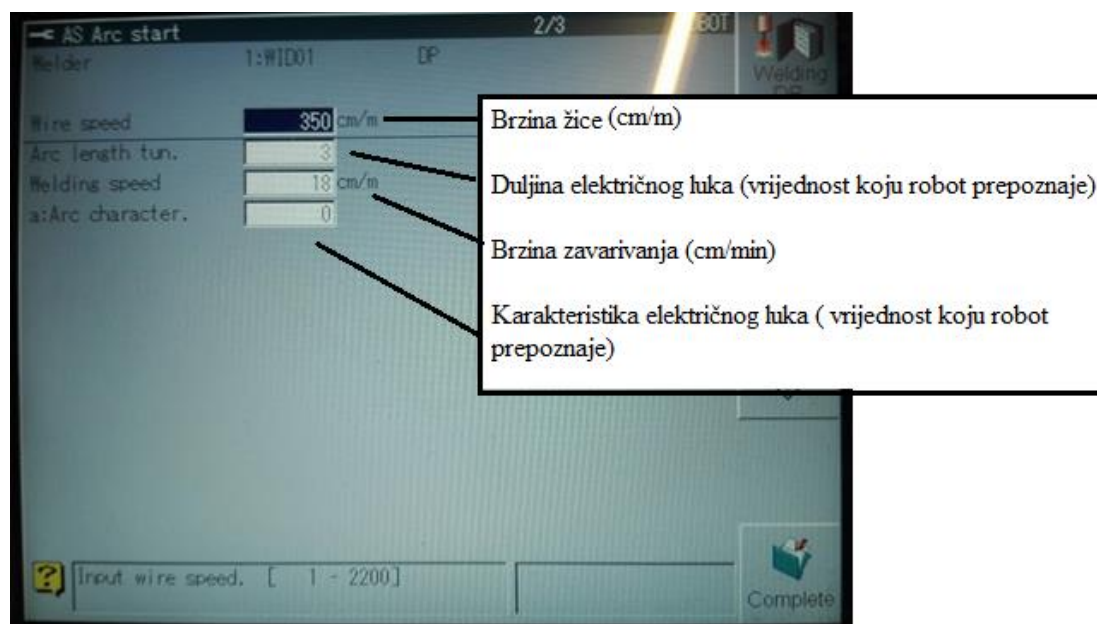 AS Arc start 2/3
Welder 1:WID01 DP
Welding
Wire speed 350 cm/m
Arc length tun. 3
Welding speed 18 cm/m
a:Arc character. 0
Brzina žice (cm/m)
Duljina električnog luka (vrijednost koju robot prepoznaje)
Brzina zavarivanja (cm/min)
Karakteristika električnog luka ( vrijednost koju robot
prepoznaje)
Input wire speed. [ 1 - 2200]
Complete